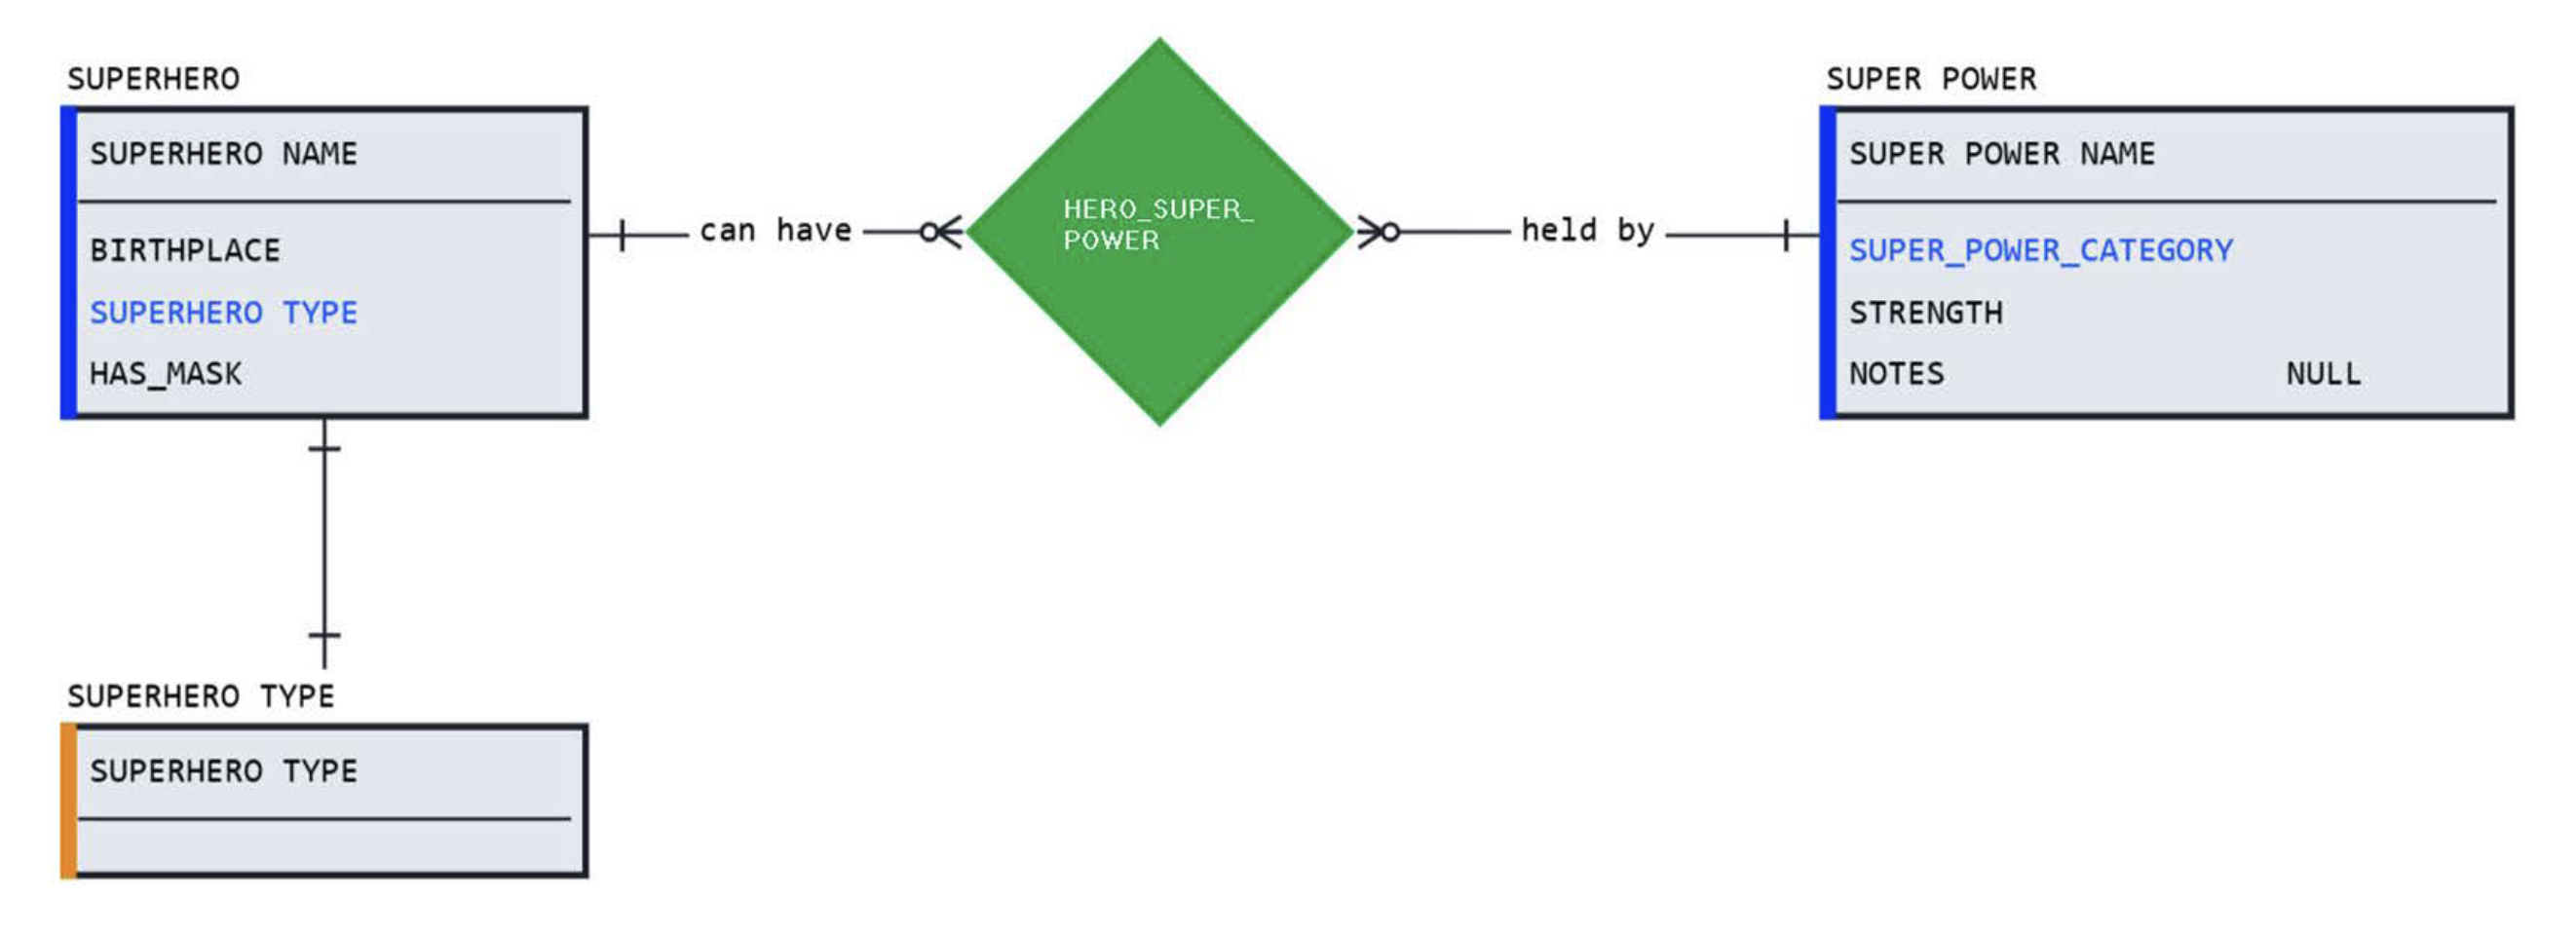 SUPERHERO
SUPERHERO NAME
BIRTHPLACE
SUPERHERO TYPE
HAS_MASK
can have
HERO_SUPER_
POWER
held by
SUPER POWER
SUPER POWER NAME
SUPER_POWER_CATEGORY
STRENGTH
NOTES NULL
SUPERHERO TYPE
SUPERHERO TYPE